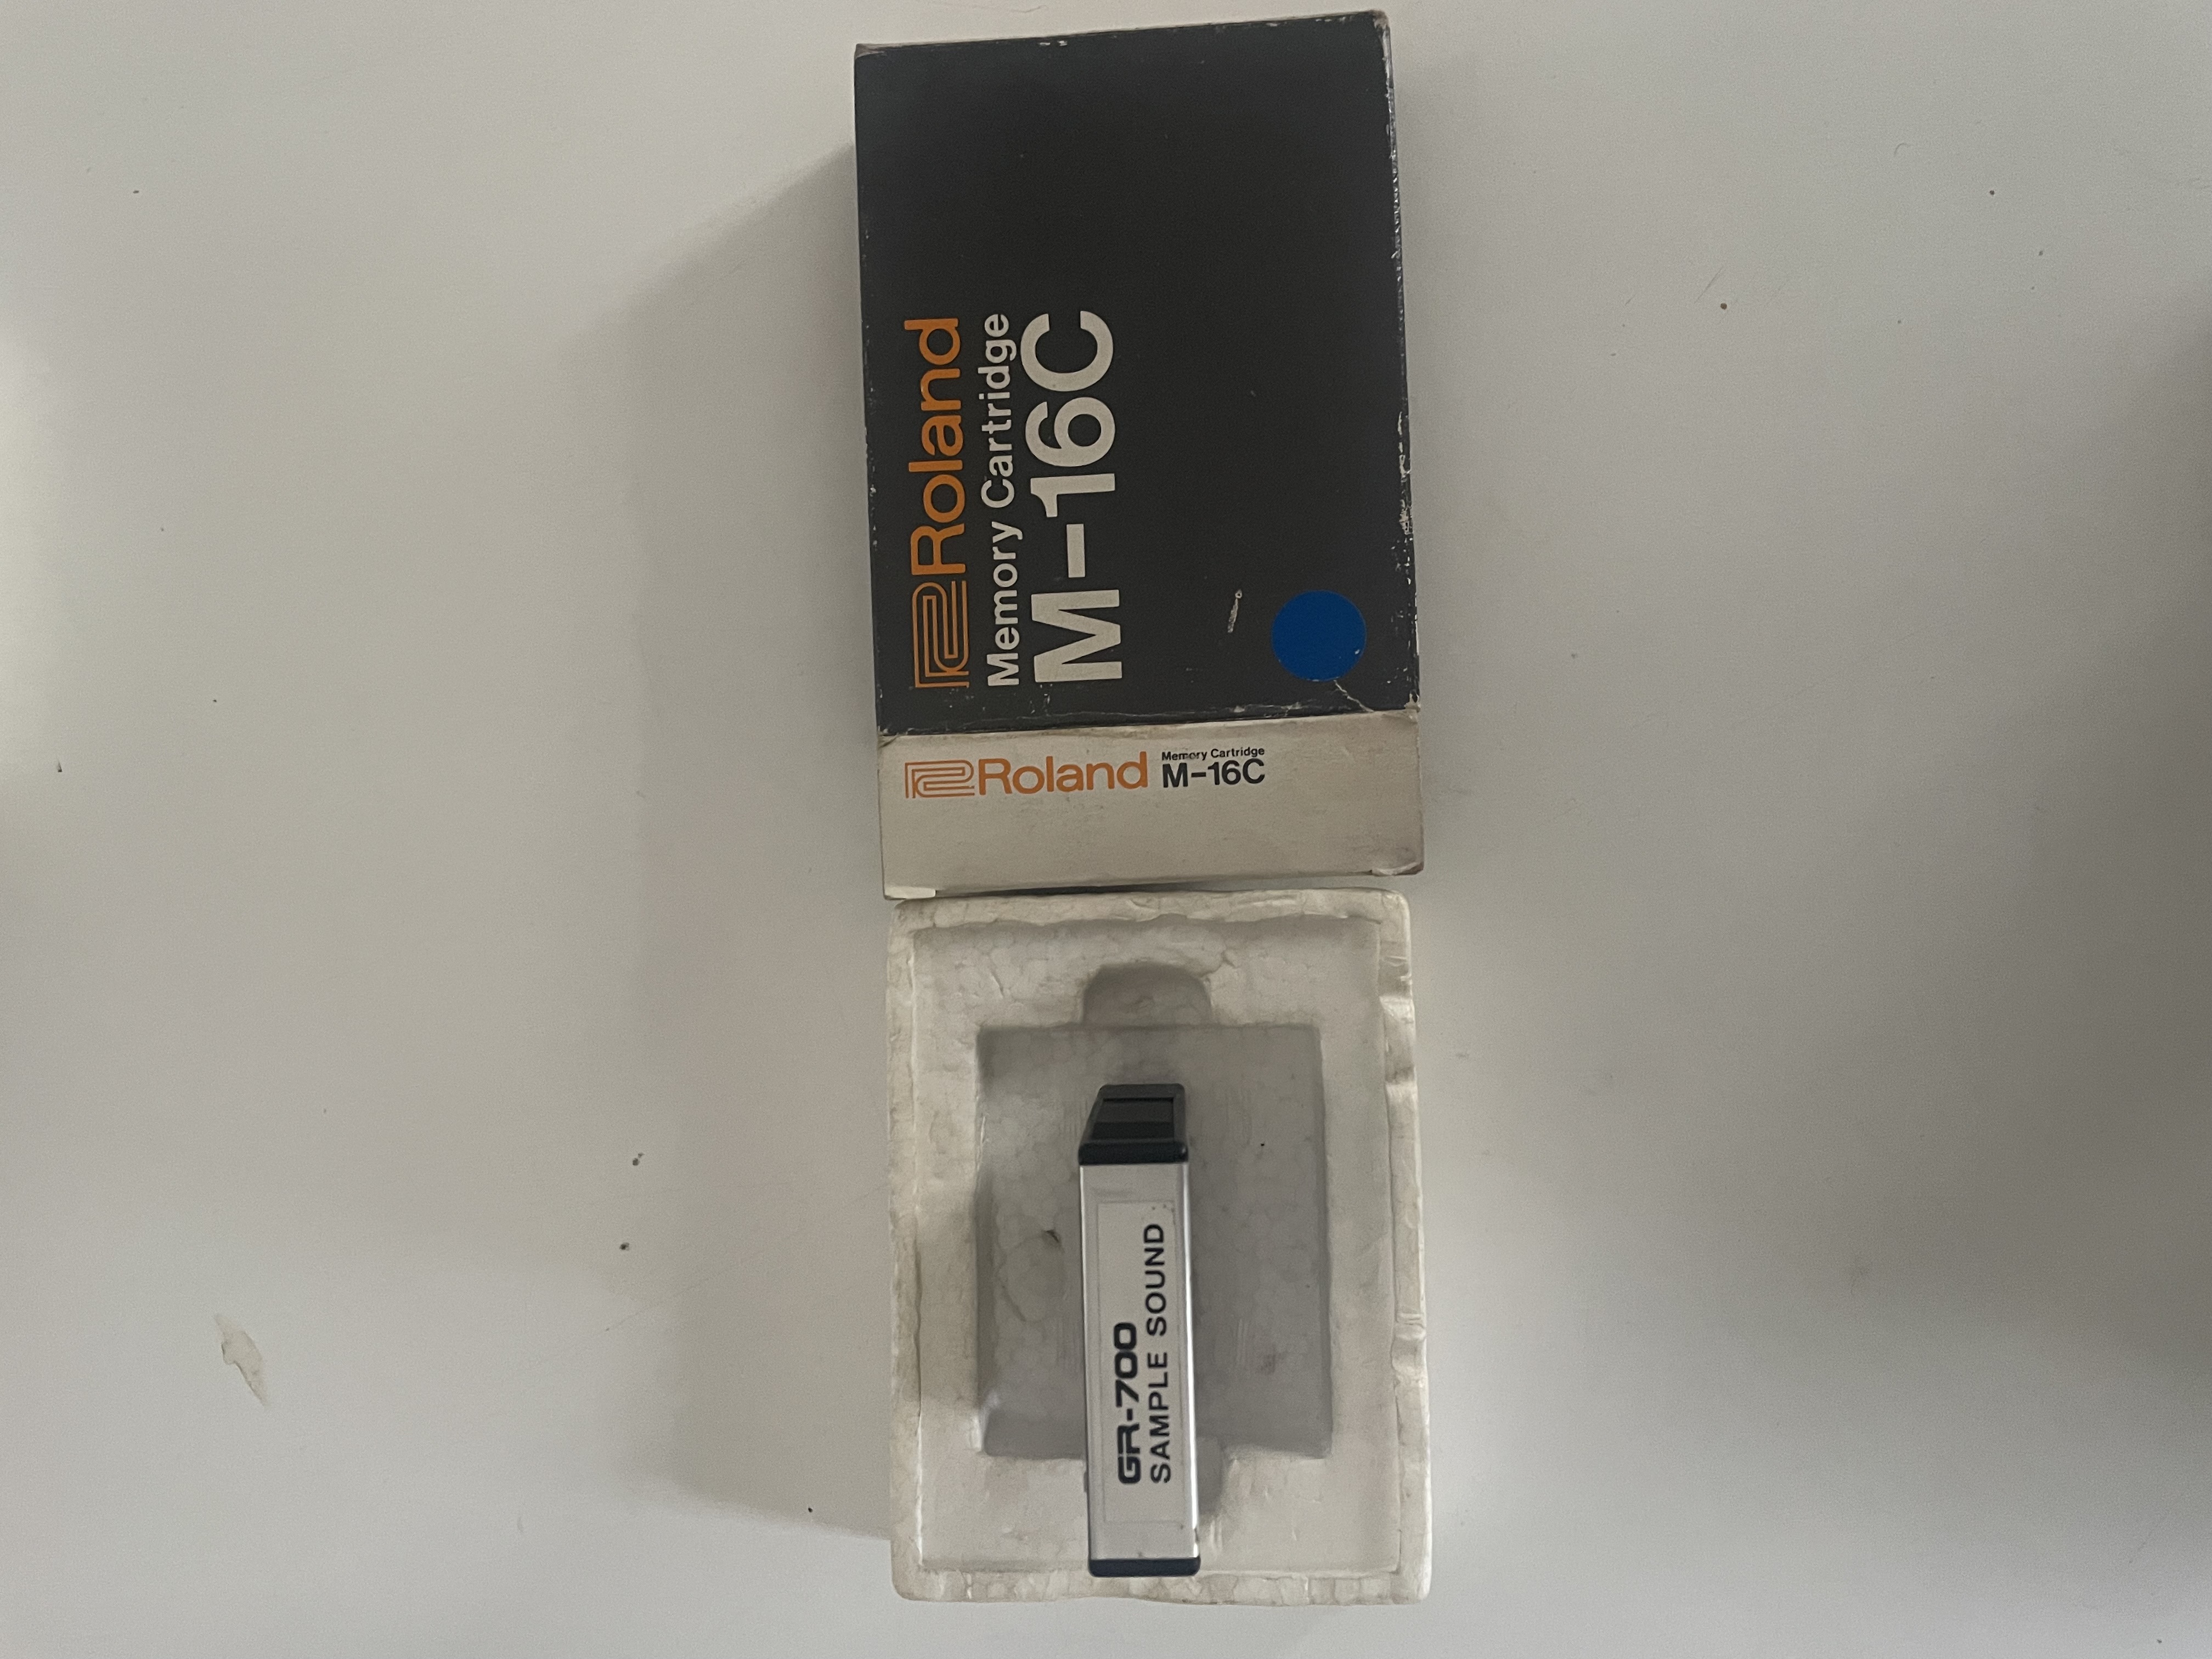 Roland
Memory Cartridge
M-16C
Roland
Memory Cartridge
M-16C
GR-700
SAMPLE SOUND